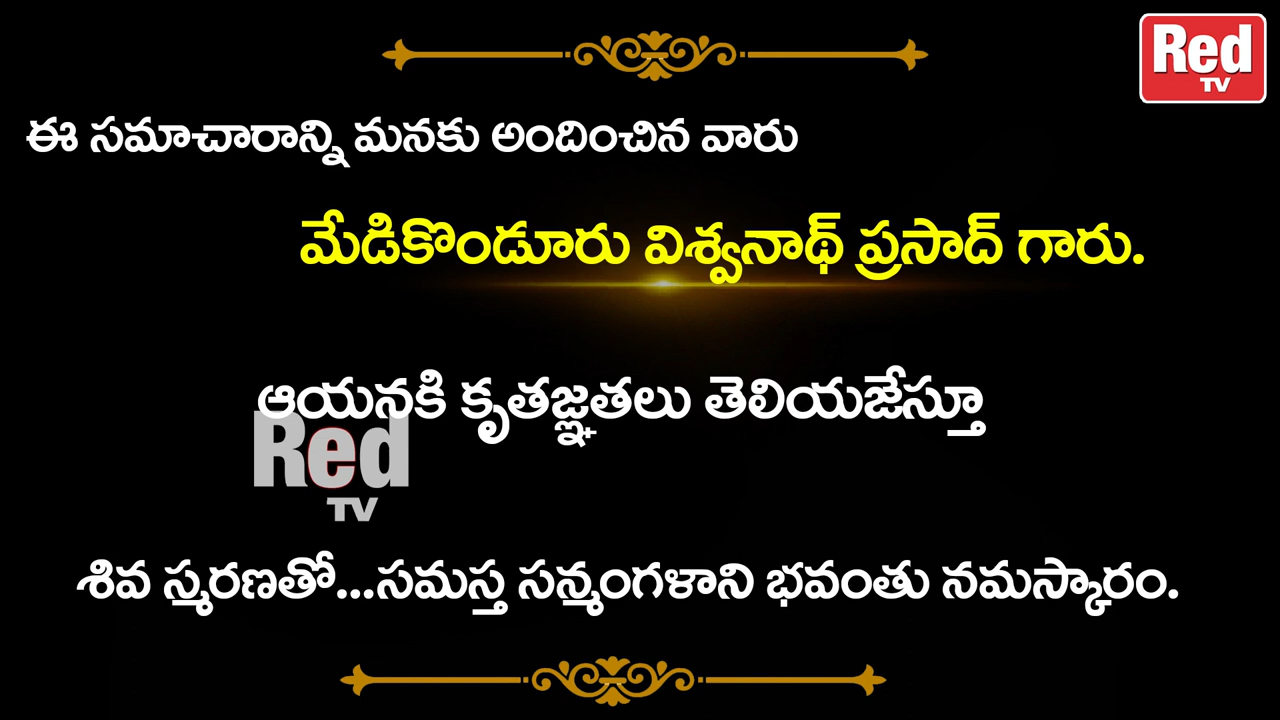 Red
TV
ఈ సమాచారాన్ని మనకు అందించిన వారు
మేడికొండూరు విశ్వనాథ్ ప్రసాద్ గారు.
ఆయనకి కృతజ్ఞతలు తెలియజేస్తూ
Red
TV
శివ స్మరణతో...సమస్త సన్మంగళాని భవంతు నమస్కారం.